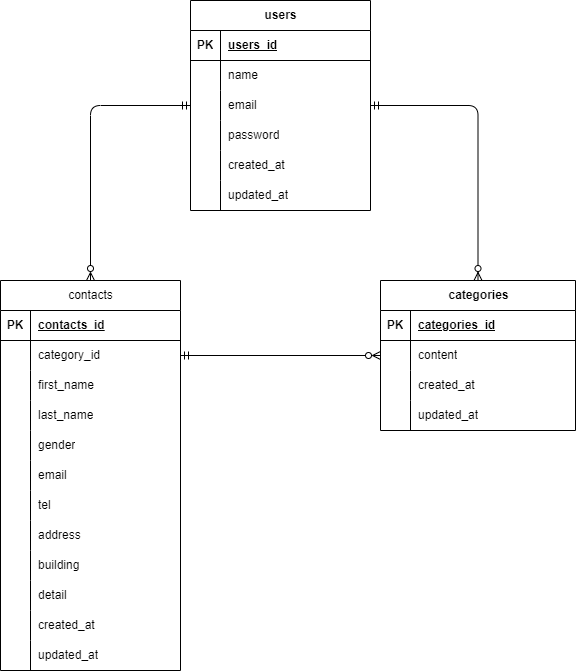 users
PK users_id
name
email
password
created_at
updated_at
contacts
PK contacts_id
category_id
first_name
last_name
gender
email
tel
address
building
detail
created_at
updated_at
categories
PK categories_id
content
created_at
updated_at